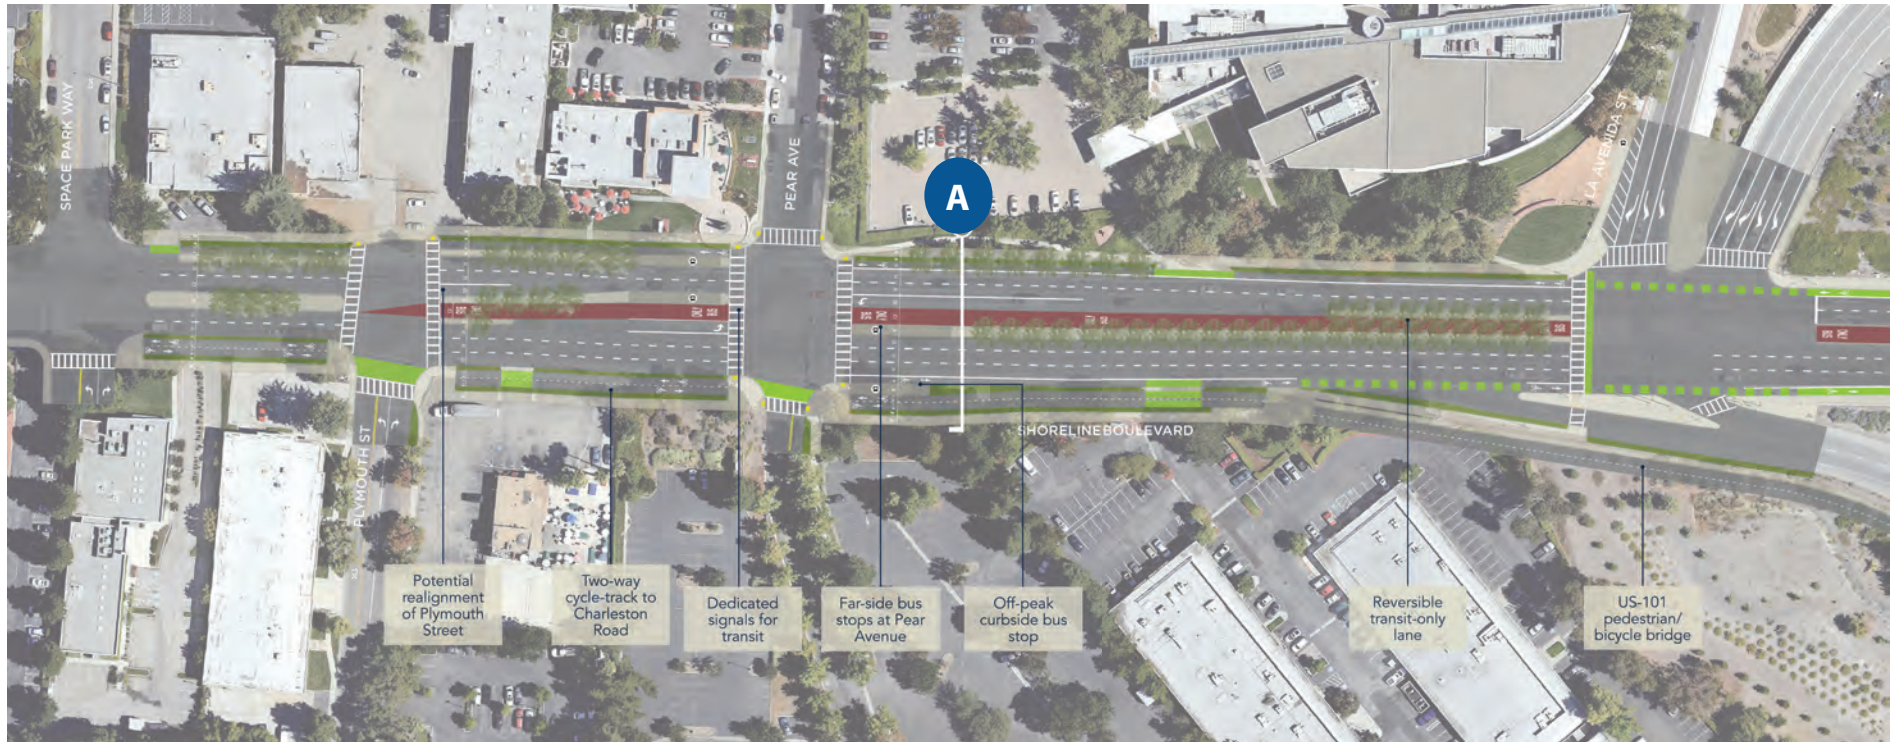 SPACE PARK WAY
PEAR AVE
LA AVENIDA ST
A
PLYMOUTH ST
SHORELINE BOULEVARD
Potential
realignment
of Plymouth
Street
Two-way
cycle-track to
Charleston
Road
Dedicated
signals for
transit
Far-side bus
stops at Pear
Avenue
Off-peak
curbside bus
stop
Reversible
transit-only
lane
US-101
pedestrian/
bicycle bridge